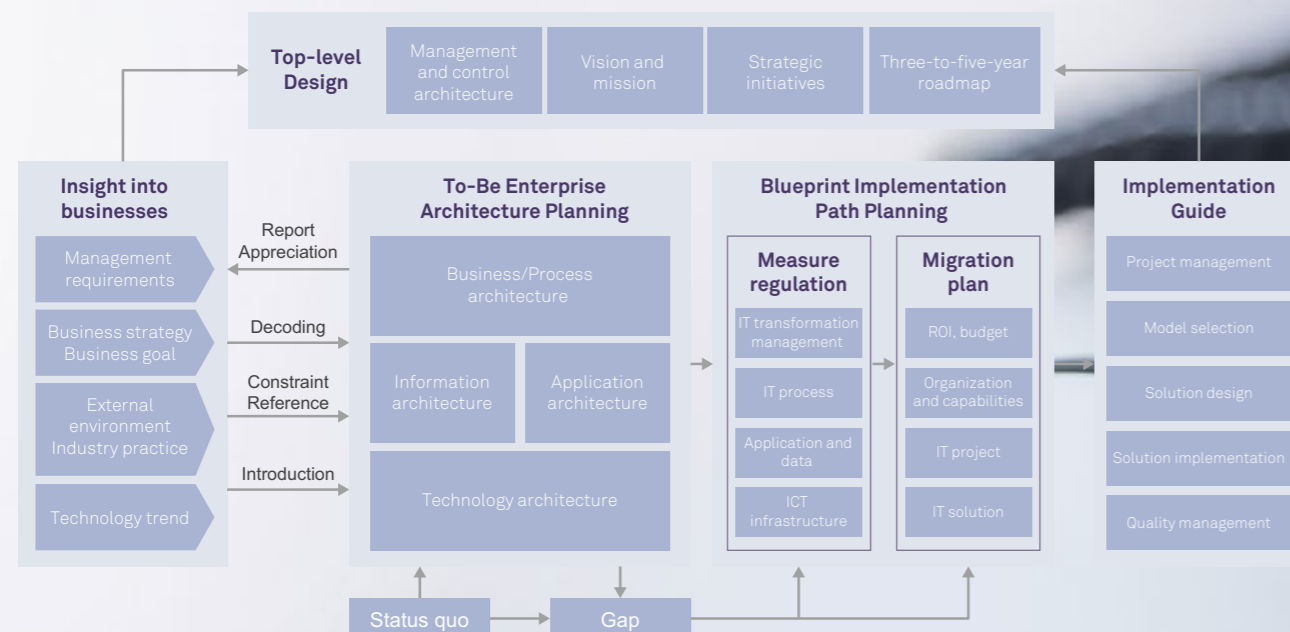 Top-level
Design
Management
and control
architecture
Vision and
mission
Strategic
initiatives
Three-to-five-year
roadmap
Insight into
businesses
Management
requirements
Business strategy
Business goal
External
environment
Industry practice
Technology trend
Report
Appreciation
Decoding
Constraint
Reference
Introduction
To-Be Enterprise
Architecture Planning
Business/Process
architecture
Information
architecture
Application
architecture
Technology architecture
Blueprint Implementation
Path Planning
Measure
regulation
IT transformation
management
IT process
Application and
data
ICT
infrastructure
Migration
plan
ROI, budget
Organization
and capabilities
IT project
IT solution
Implementation
Guide
Project management
Model selection
Solution design
Solution implementation
Quality management
Status quo
Gap